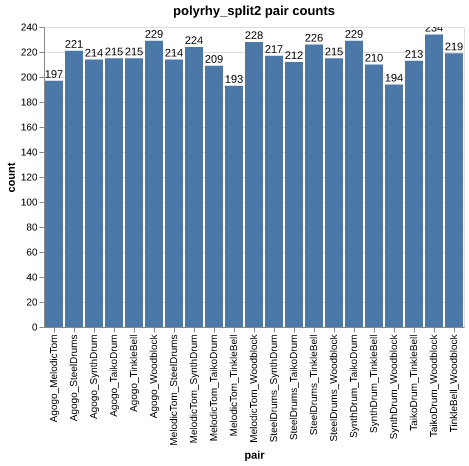 polyrhy_split2 pair counts
count
240
220
200
180
160
140
120
100
80
60
40
20
0
197
221
214
215
215
229
214
224
209
193
228
217
212
226
215
229
210
194
213
234
219
Agogo_MelodicTom
Agogo_SteelDrums
Agogo_SynthDrum
Agogo_TaikoDrum
Agogo_TinkleBell
Agogo_Woodblock
MelodicTom_SteelDrums
MelodicTom_SynthDrum
MelodicTom_TaikoDrum
MelodicTom_TinkleBell
MelodicTom_Woodblock
SteelDrums_SynthDrum
SteelDrums_TaikoDrum
SteelDrums_TinkleBell
SteelDrums_Woodblock
SynthDrum_TaikoDrum
SynthDrum_TinkleBell
SynthDrum_Woodblock
TaikoDrum_TinkleBell
TaikoDrum_Woodblock
TinkleBell_Woodblock
pair